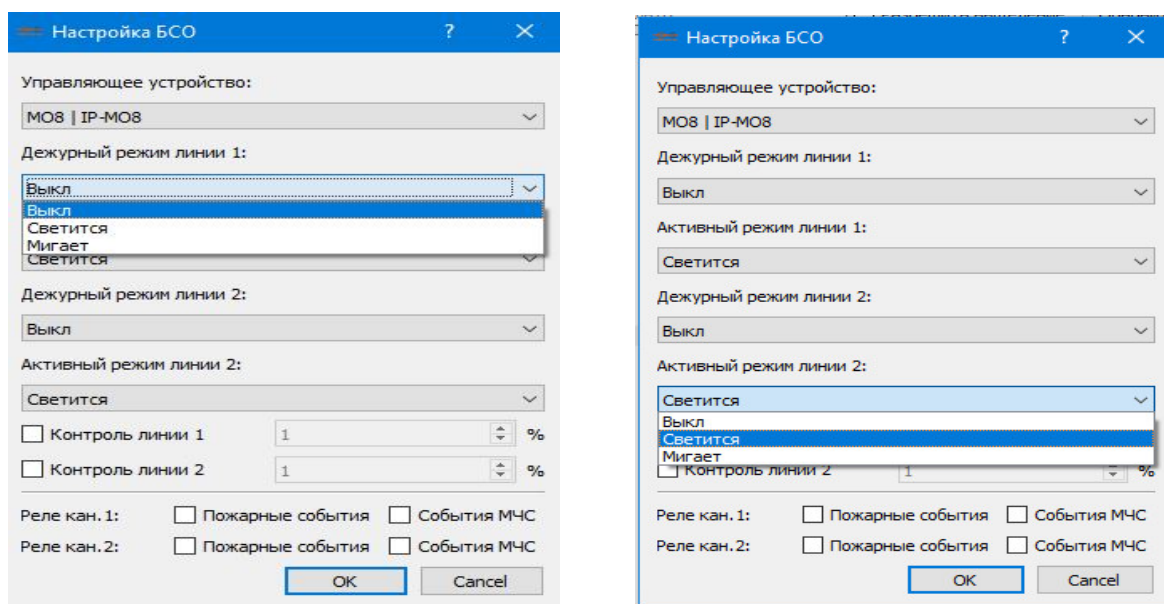 Настройка БСО ? ×
Управляющее устройство:
МО8 | IP-МО8
Дежурный режим линии 1:
Выкл
Выкл
Светится
Мигает
Светится
Дежурный режим линии 2:
Выкл
Активный режим линии 2:
Светится
Контроль линии 1 1 %
Контроль линии 2 1 %
Реле кан. 1: Пожарные события События МЧС
Реле кан. 2: Пожарные события События МЧС
OK Cancel
Настройка БСО ? ×
Управляющее устройство:
МО8 | IP-МО8
Дежурный режим линии 1:
Выкл
Активный режим линии 1:
Светится
Дежурный режим линии 2:
Выкл
Активный режим линии 2:
Светится
Выкл
Светится
Мигает
Контроль линии 2 1 %
Реле кан. 1: Пожарные события События МЧС
Реле кан. 2: Пожарные события События МЧС
OK Cancel